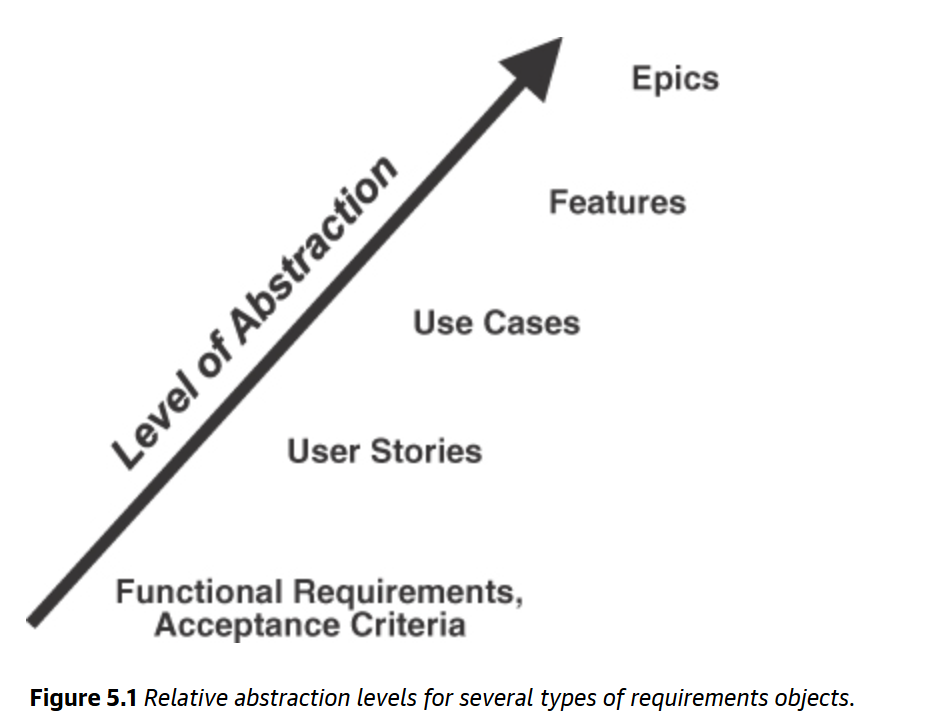 Epics
Features
Level of Abstraction
Use Cases
User Stories
Functional Requirements,
Acceptance Criteria
Figure 5.1 Relative abstraction levels for several types of requirements objects.